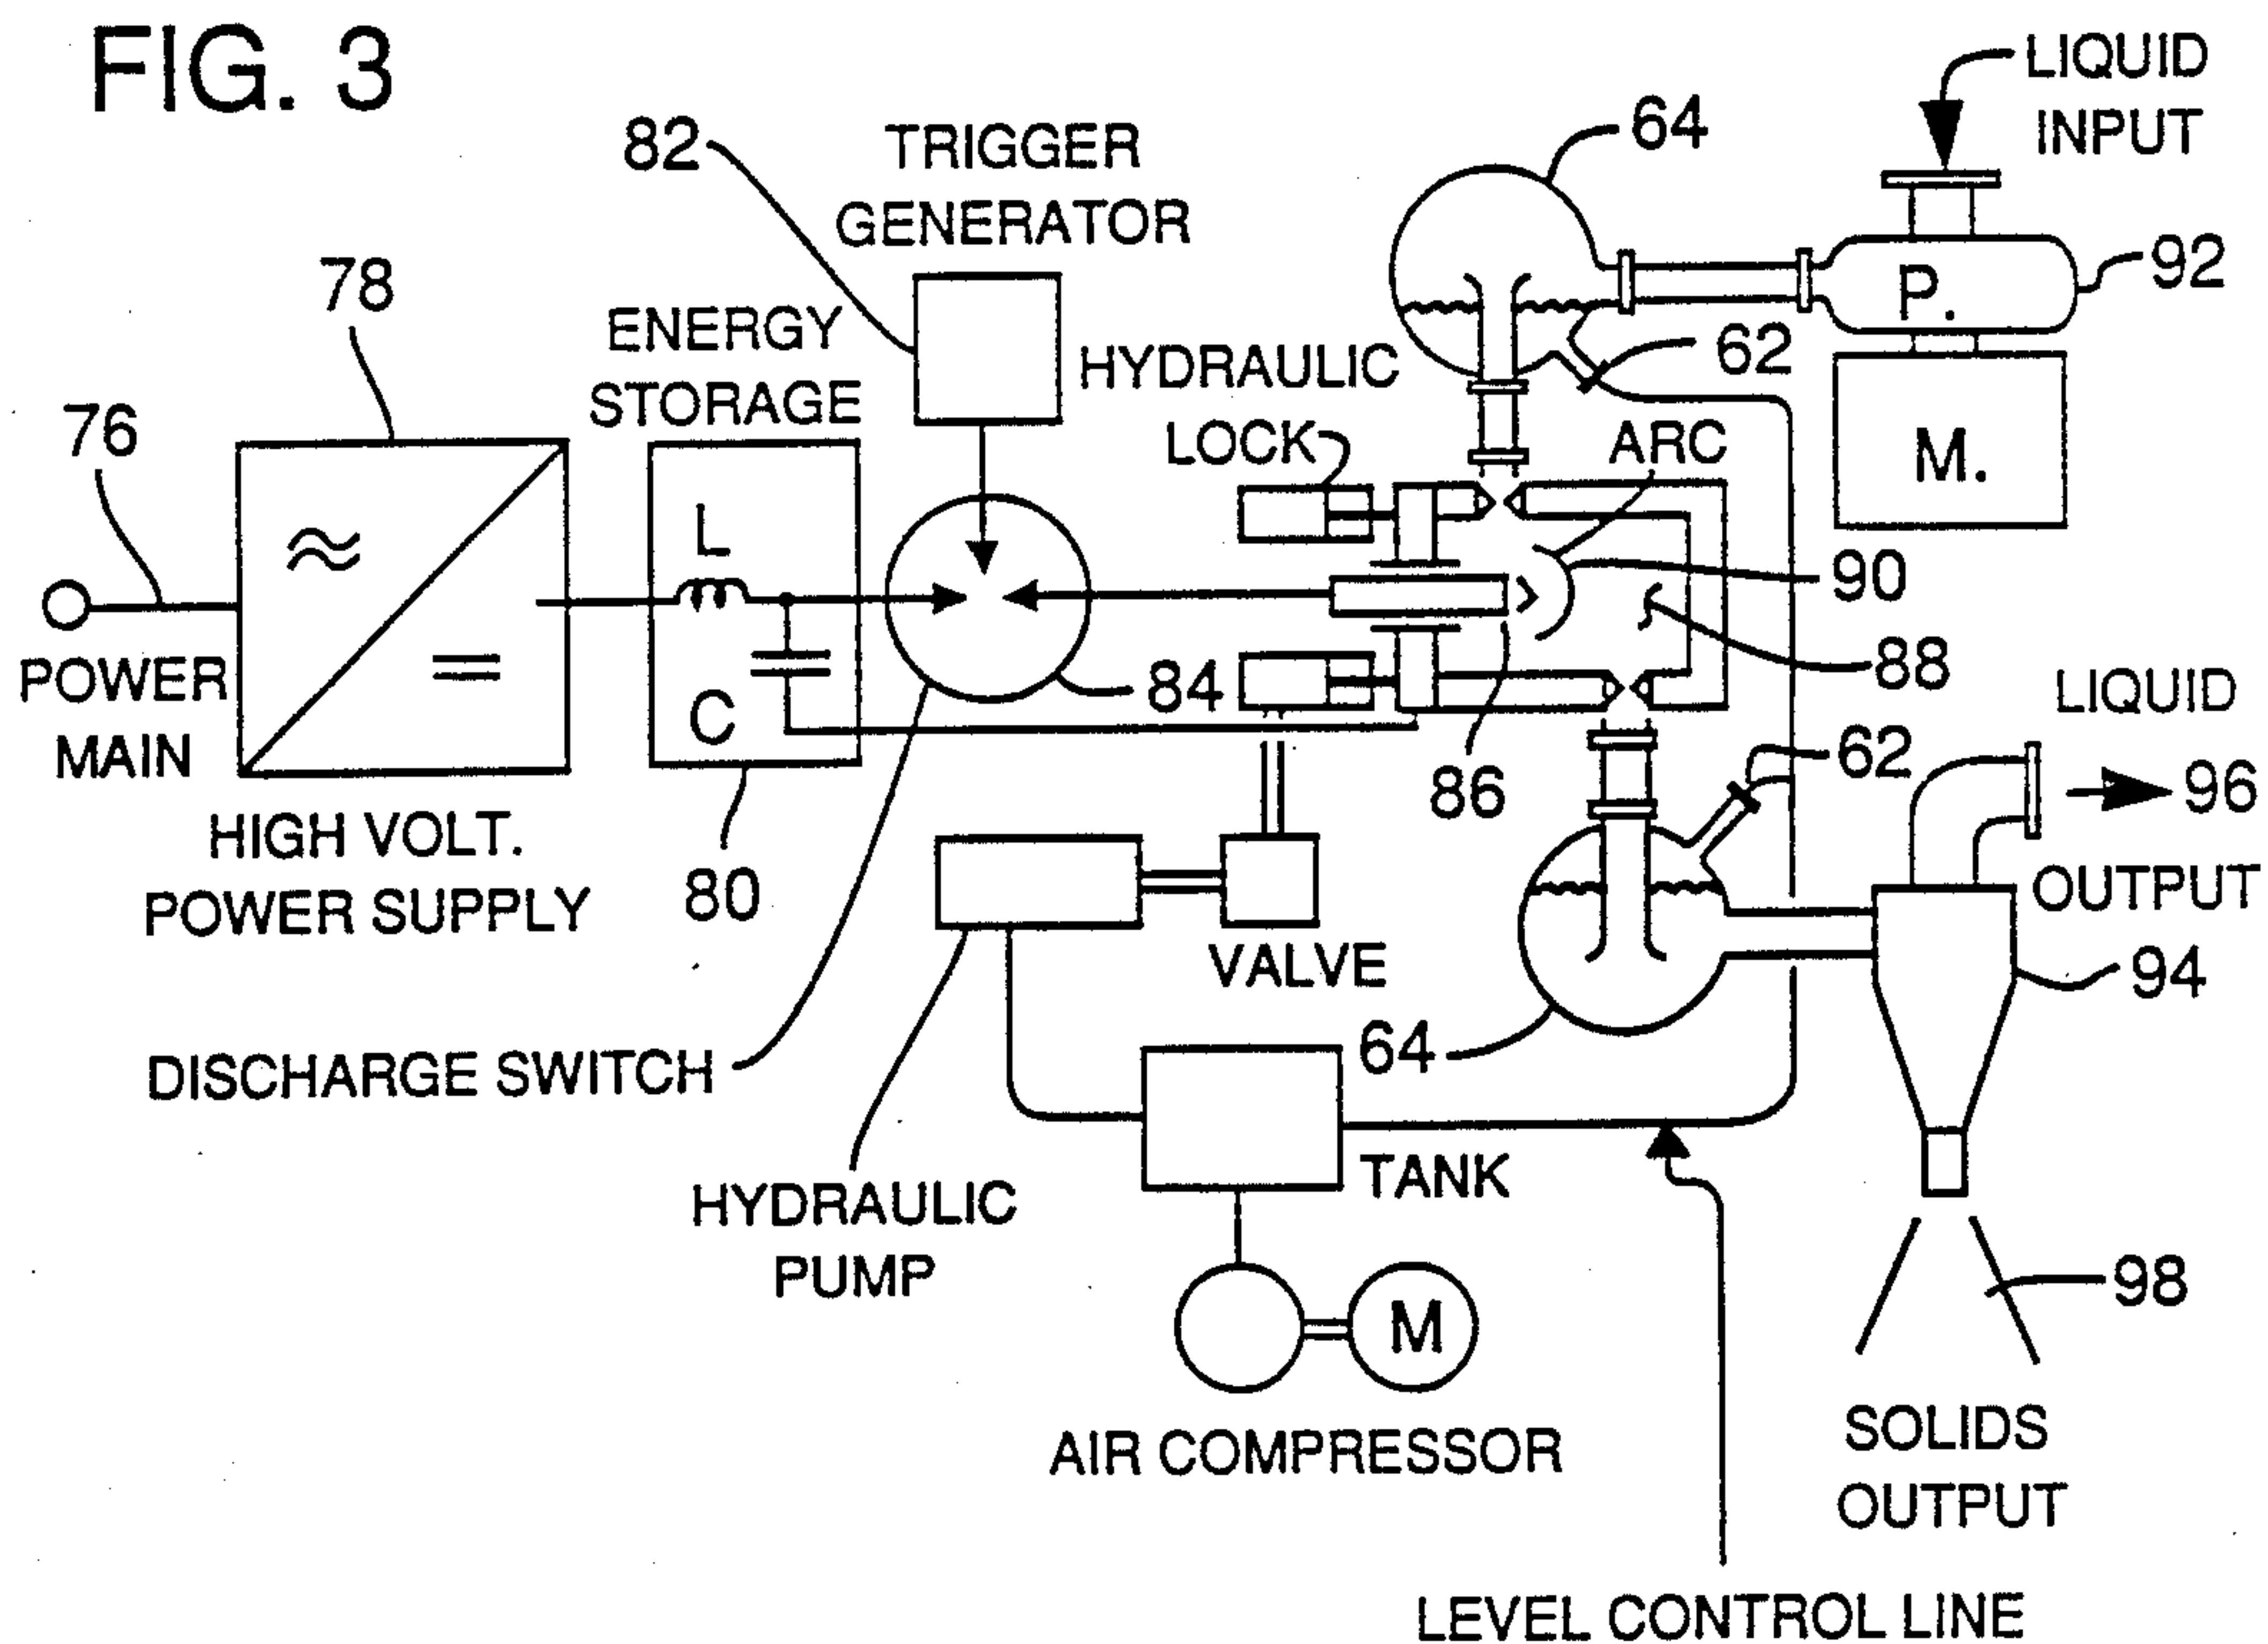 FIG. 3
LIQUID
INPUT
64
82
TRIGGER
GENERATOR
92
P.
78
ENERGY
STORAGE
HYDRAULIC
LOCK
62
76
ARC
M.
L
90
POWER
MAIN
C
84
88
LIQUID
96
OUTPUT
62
86
HIGH VOLT.
POWER SUPPLY
80
VALVE
94
DISCHARGE SWITCH
64
TANK
HYDRAULIC
PUMP
98
M
AIR COMPRESSOR
SOLIDS
OUTPUT
LEVEL CONTROL LINE